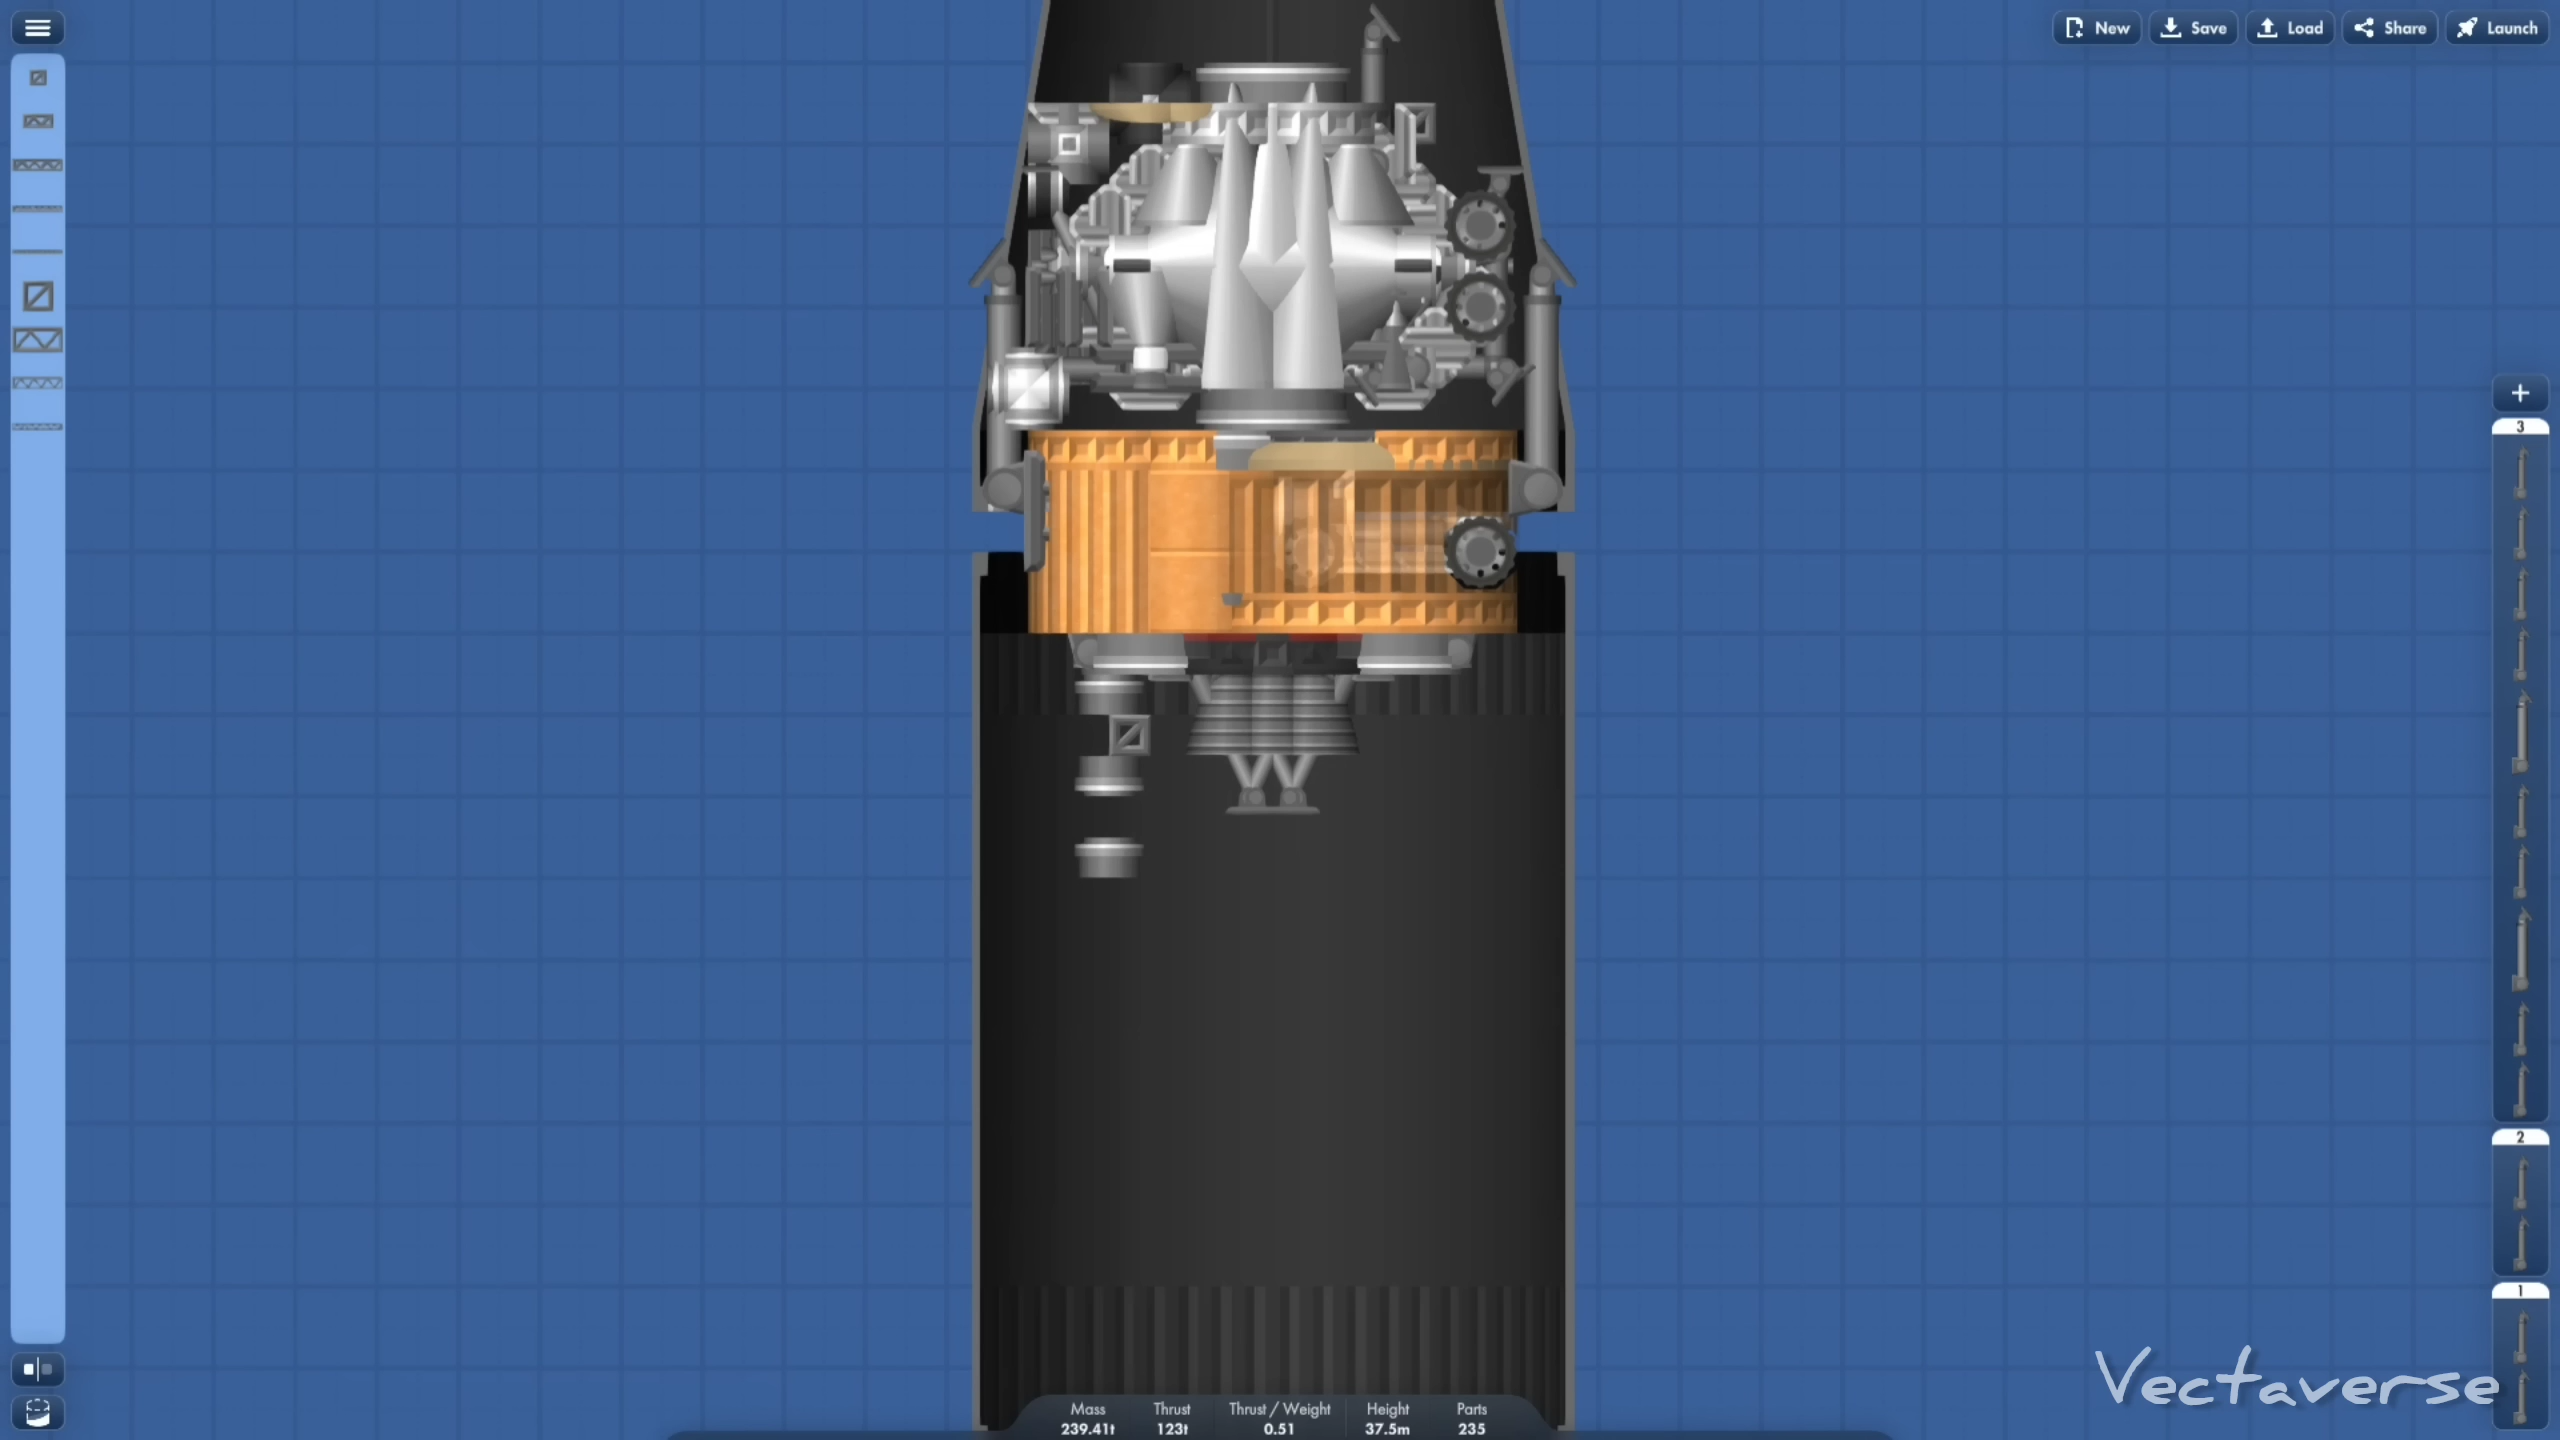 New Save Load Share Launch
3
2
1
Vectaverse
Mass Thrust Thrust / Weight Height Parts
239.41t 123t 0.51 37.5m 235